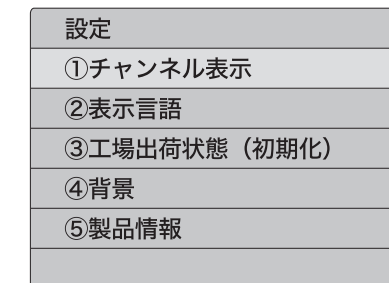 設定
①チャンネル表示
②表示言語
③工場出荷状態（初期化）
④背景
⑤製品情報